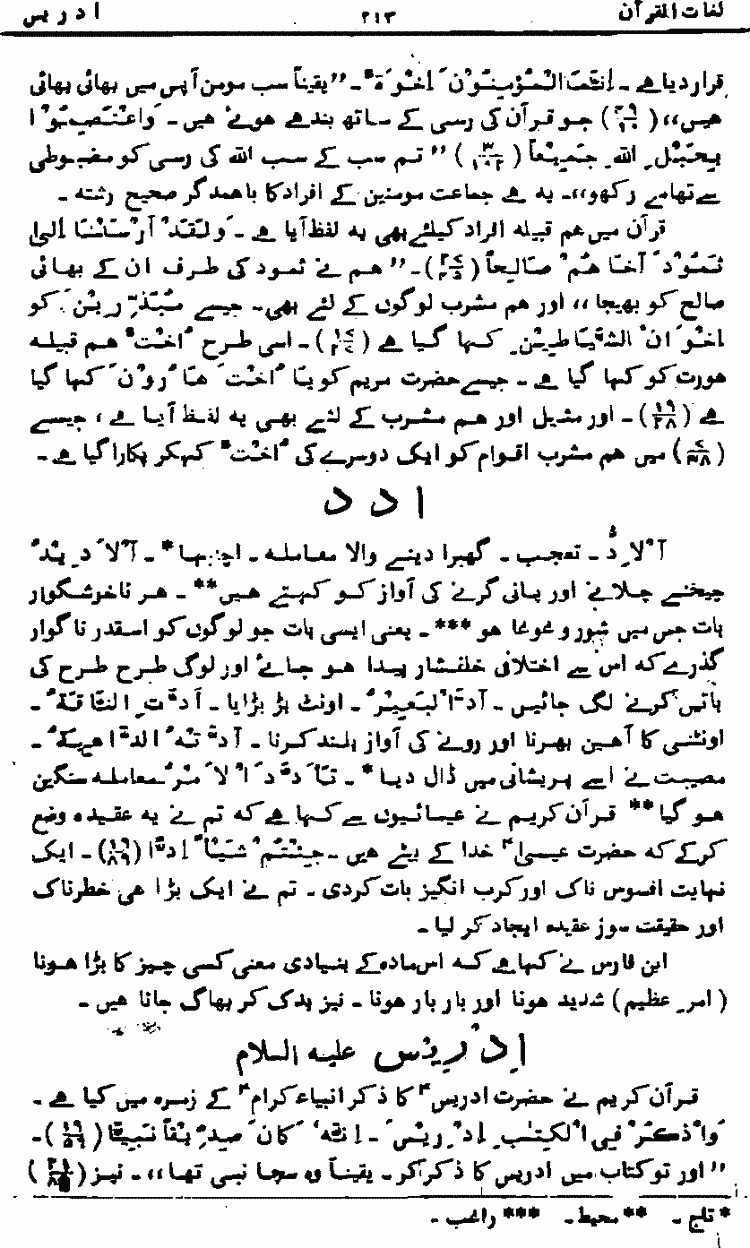 لغات القرآن ۲۱۳ ادریس
قرار دیا ہے ۔ اِنَّمَا الْمُؤْمِنُوْنَ اِخْوَۃٌ ۔ ’’یقیناً سب مومن آپس میں بھائی بھائی
ہیں‘‘ (۴۹/۱۰) جو قرآن کی رسی کے ساتھ بندھے ہوئے ہیں ۔ وَاعْتَصِمُوْا
بِحَبْلِ اللہِ جَمِیْعاً (۳/۱۰۲) ’’تم سب کے سب اللہ کی رسی کو مضبوطی
سے تھامے رکھو‘‘۔ یہ ہے جماعت مومنین کے افراد کا باہمدگر صحیح رشتہ ۔
قرآن میں ہم قبیلہ افراد کیلئے بھی یہ لفظ آیا ہے ۔ وَلَقَدْ اَرْسَلْنَا اِلیٰ
ثَمُوْدَ اَخَاھُمْ صَالِحاً (۲۷/۴۵)۔ ’’ہم نے ثمود کی طرف ان کے بھائی
صالح کو بھیجا‘‘ اور ہم مشرب لوگوں کے لئے بھی ۔ جیسے مُبَذِّرِیْنَ کو
اِخْوَانُ الشَّیَاطِیْنِ کہا گیا ہے (۱۷/۲۷) ۔ اسی طرح اُخْتٌ ہم قبیلہ
عورت کو کہا گیا ہے ۔ جیسے حضرت مریم کو یَا اُخْتَ ھَارُوْنَ کہا گیا
ہے (۱۹/۲۸) ۔ اور مثیل اور ہم مشرب کے لئے بھی یہ لفظ آیا ہے ، جیسے
(۷/۳۸) میں ہم مشرب اقوام کو ایک دوسرے کی اُخْتٌ کہکر پکارا گیا ہے ۔
ا د د
اَلْاِدُّ ۔ تعجب ۔ گھبرا دینے والا معاملہ ۔ اچنبھا* ۔ اَلْاَدِیْدُ
چیخنے چلانے اور پانی گرنے کی آواز کو کہتے ہیں** ۔ ہر ناخوشگوار
بات جس میں شور و غوغا ہو *** ۔ یعنی ایسی بات جو لوگوں کو اسقدر ناگوار
گذرے کہ اس سے اختلافی خلفشار پیدا ہو جائے اور لوگ طرح طرح کی
باتیں کرنے لگ جائیں ۔ اَدَّ الْبَعِیْرُ ۔ اونٹ بڑ بڑایا ۔ اَدَّتِ النَّاقَۃُ ۔
اونٹنی کا آہیں بھرنا اور رونے کی آواز بلند کرنا ۔ اَدَّتْہُ الدَّاھِیَۃُ ۔
مصیبت نے اسے پریشانی میں ڈال دیا * ۔ تَاَدَّدَ الْاَمْرُ معاملہ سنگین
ہو گیا ** قرآن کریم نے عیسائیوں سے کہا ہے کہ تم نے یہ عقیدہ وضع
کرکے کہ حضرت عیسیٰؑ خدا کے بیٹے ہیں ۔ جِئْتُمْ شَیْئاً اِدًّا (۱۹/۸۹) ۔ ایک
نہایت افسوس ناک اور کرب انگیز بات کردی ۔ تم نے ایک بڑا ہی خطرناک
اور حقیقت سوز عقیدہ ایجاد کر لیا ۔
ابن فارس نے کہا ہے کہ اس مادہ کے بنیادی معنی کسی چیز کا بڑا ہونا
(امرِ عظیم) شدید ہونا اور بار بار ہونا ۔ نیز بدک کر بھاگ جانا ہیں ۔
اِدْرِیْس علیہ السلام
قرآن کریم نے حضرت ادریسؑ کا ذکر انبیاء کرامؑ کے زمرہ میں کیا ہے ۔
وَاذْکُرْ فِی الْکِتٰبِ اِدْرِیْسَ ۔ اِنَّہٗ کَانَ صِدِّیْقاً نَّبِیًّا (۱۹/۵۶) ۔
’’اور تو کتاب میں ادریس کا ذکر کر ۔ یقیناً وہ سچا نبی تھا‘‘۔ نیز (۲۱/۸۵)
* تاج ۔ ** محیط ۔ *** راغب ۔